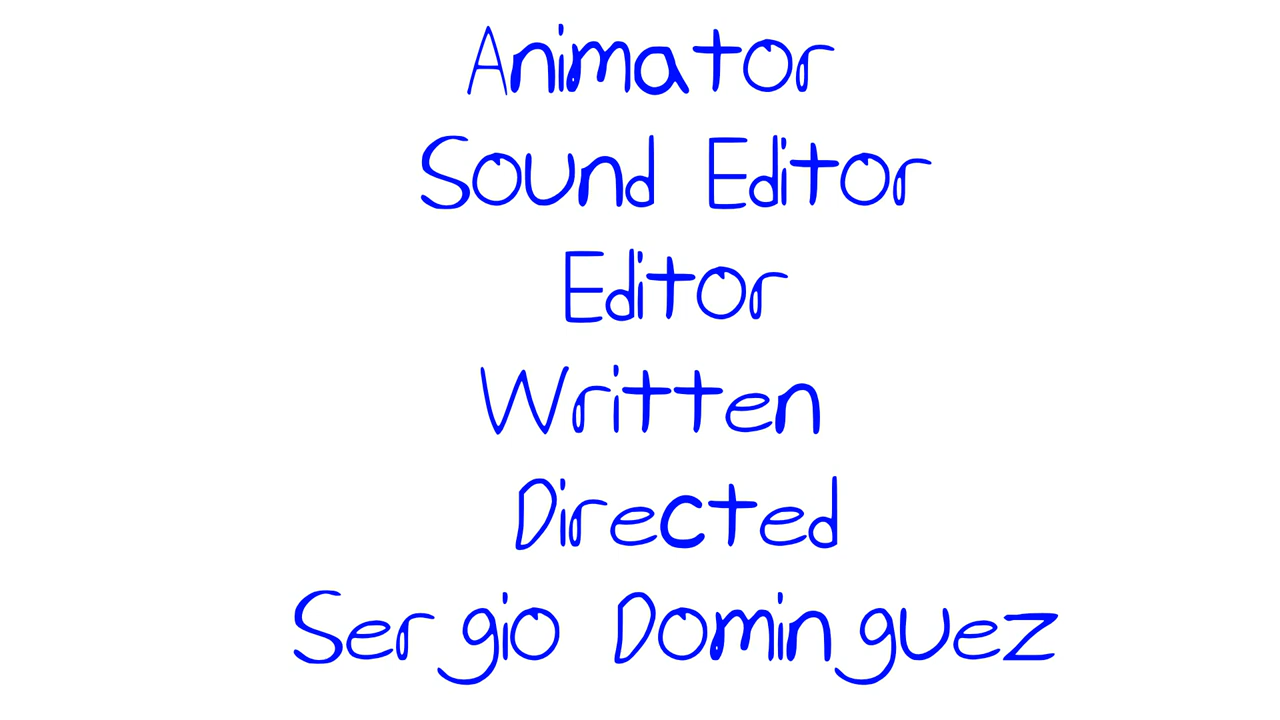 Animator
Sound Editor
Editor
Written
Directed
Sergio Dominguez